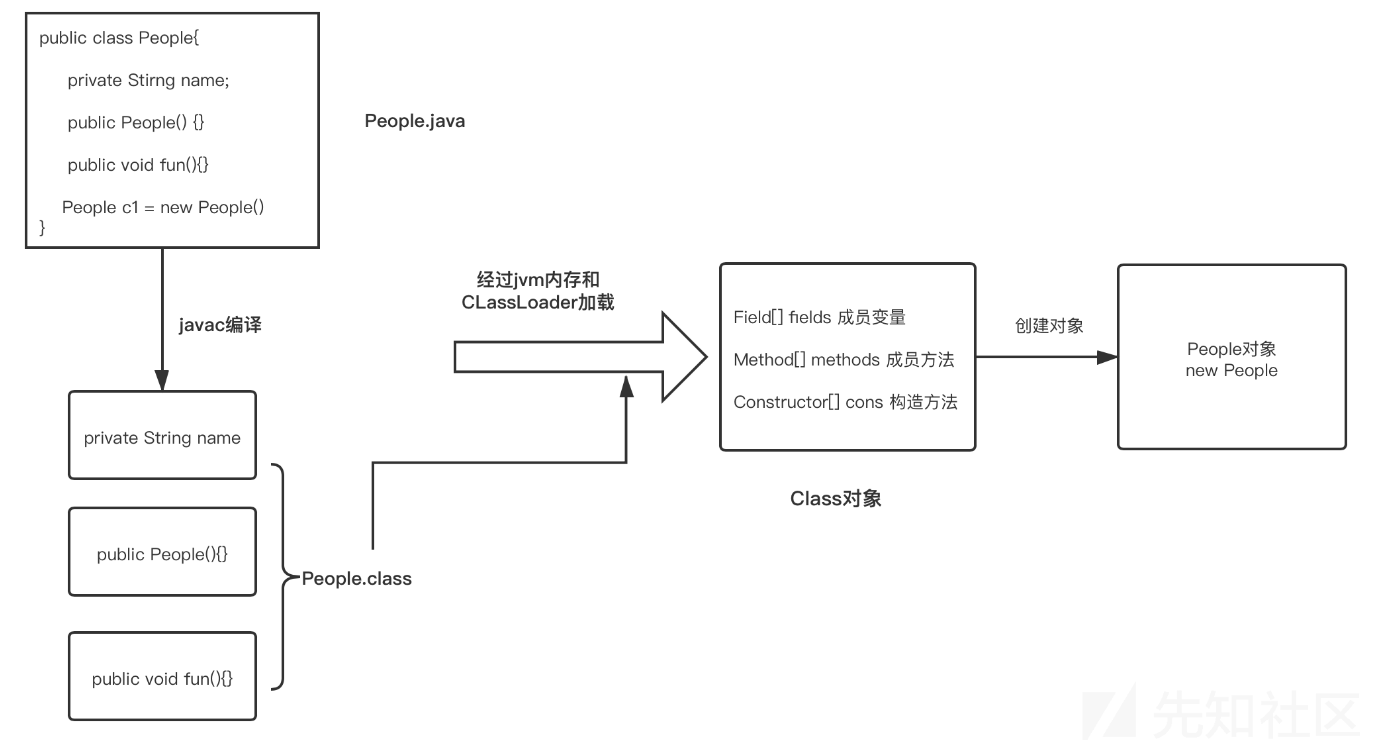 public class People{
private Stirng name;
public People() {}
public void fun(){}
People c1 = new People()
}
People.java
javac编译
private String name
public People(){}
public void fun(){}
People.class
经过jvm内存和
CLassLoader加载
Field[] fields 成员变量
Method[] methods 成员方法
Constructor[] cons 构造方法
Class对象
创建对象
People对象
new People
先知社区